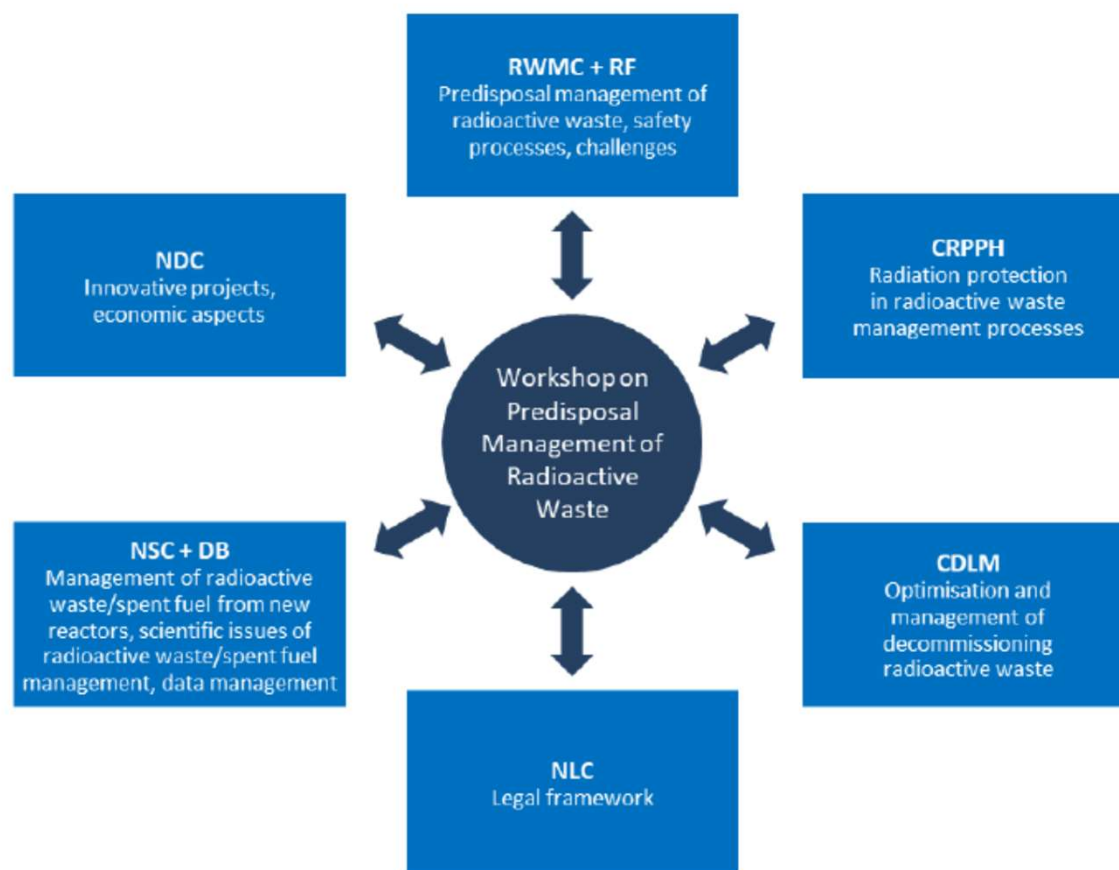 RWMC + RF
Predisposal management of
radioactive waste, safety
processes, challenges
NDC
Innovative projects,
economic aspects
CRPPH
Radiation protection
in radioactive waste
management processes
Workshop on
Predisposal
Management of
Radioactive
Waste
NSC + DB
Management of radioactive
waste/spent fuel from new
reactors, scientific issues of
radioactive waste/spent fuel
management, data management
CDLM
Optimisation and
management of
decommissioning
radioactive waste
NLC
Legal framework